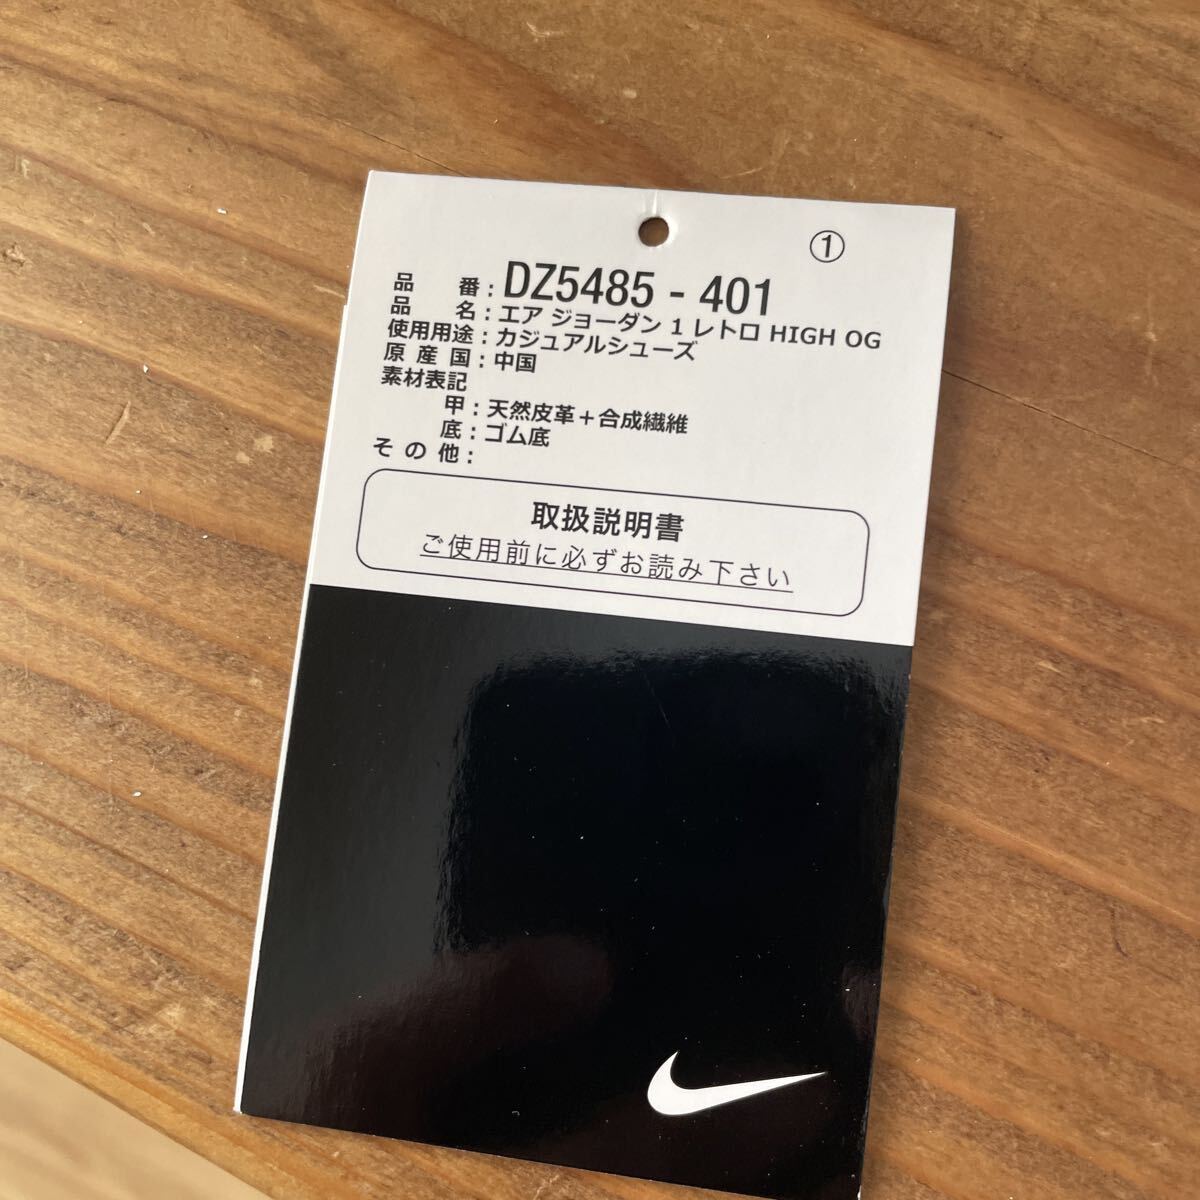 ①
品 番：DZ5485 - 401
品 名：エア ジョーダン 1 レトロ HIGH OG
使用用途：カジュアルシューズ
原 産 国：中国
素材表記
甲：天然皮革＋合成繊維
底：ゴム底
そ の 他：
取扱説明書
ご使用前に必ずお読み下さい